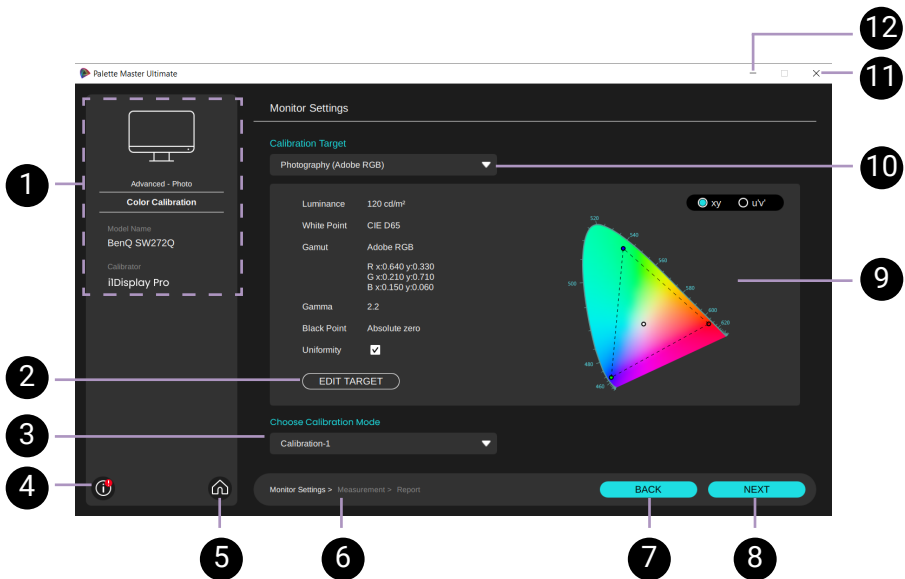 12
Palette Master Ultimate
11
Monitor Settings
Calibration Target
Photography (Adobe RGB)
10
1
Advanced - Photo
Color Calibration
Model Name
BenQ SW272Q
Calibrator
i1Display Pro
Luminance 120 cd/m²
White Point CIE D65
Gamut Adobe RGB
R x:0.640 y:0.330
G x:0.210 y:0.710
B x:0.150 y:0.060
Gamma 2.2
Black Point Absolute zero
Uniformity
xy u'v'
520
540
560
500
580
600
620
480
460
9
2
EDIT TARGET
Choose Calibration Mode
3
Calibration-1
4
Monitor Settings > Measurement > Report
BACK
NEXT
5
6
7
8